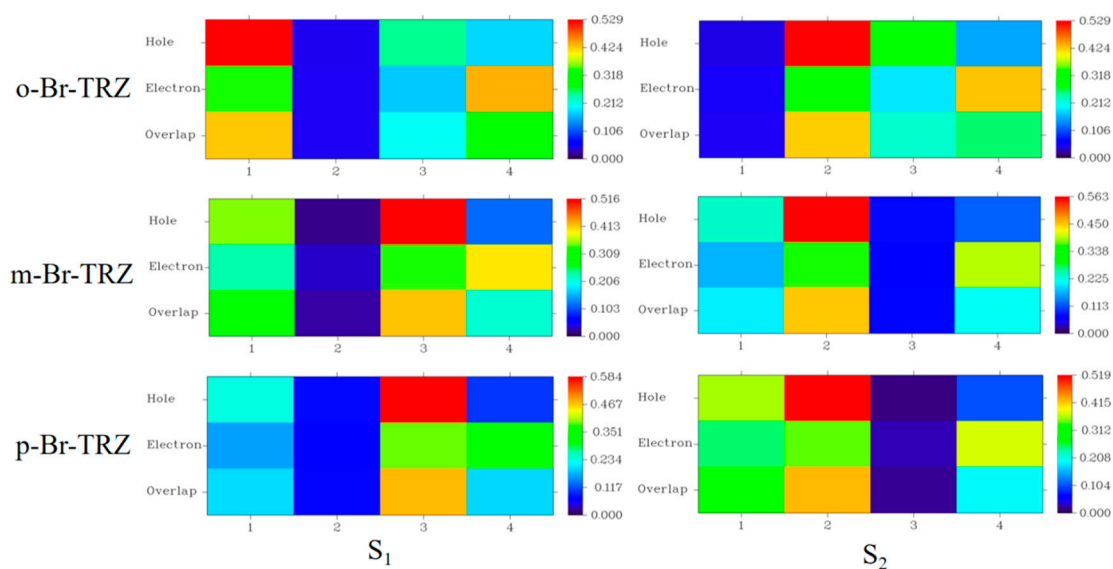 o-Br-TRZ
Hole
Electron
Overlap
1 2 3 4
0.529
0.424
0.318
0.212
0.106
0.000
Hole
Electron
Overlap
1 2 3 4
0.529
0.424
0.318
0.212
0.106
0.000
m-Br-TRZ
Hole
Electron
Overlap
1 2 3 4
0.516
0.413
0.309
0.206
0.103
0.000
Hole
Electron
Overlap
1 2 3 4
0.563
0.450
0.338
0.225
0.113
0.000
p-Br-TRZ
Hole
Electron
Overlap
1 2 3 4
0.584
0.467
0.351
0.234
0.117
0.000
Hole
Electron
Overlap
1 2 3 4
0.519
0.415
0.312
0.208
0.104
0.000
S₁
S₂